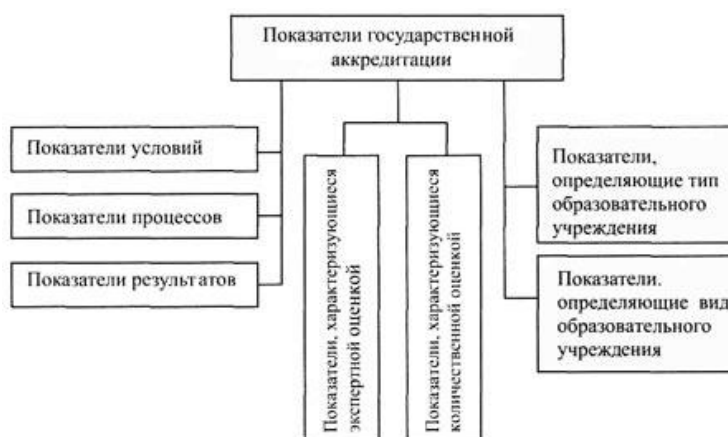 Показатели государственной
аккредитации
Показатели условий
Показатели процессов
Показатели результатов
Показатели, характеризующиеся
экспертной оценкой
Показатели, характеризующиеся
количественной оценкой
Показатели,
определяющие тип
образовательного
учреждения
Показатели.
определяющие вид
образовательного
учреждения